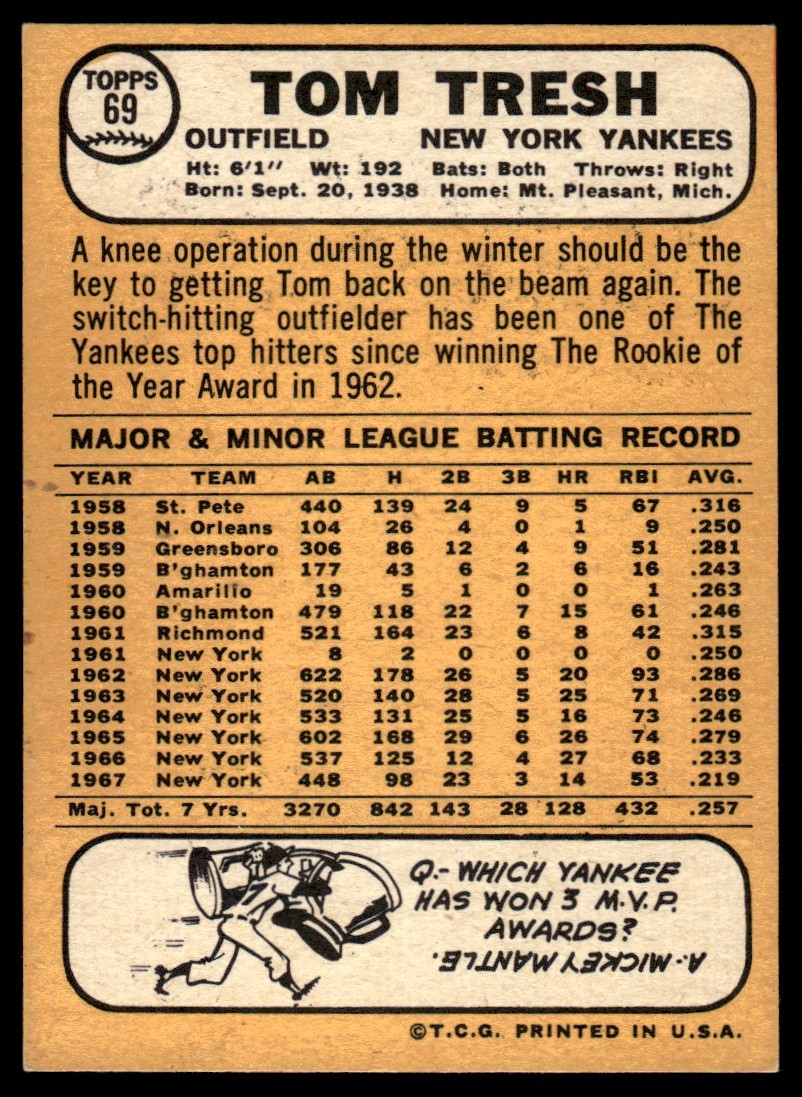 TOPPS
69
TOM TRESH
OUTFIELD NEW YORK YANKEES
Ht: 6'1" Wt: 192 Bats: Both Throws: Right
Born: Sept. 20, 1938 Home: Mt. Pleasant, Mich.
A knee operation during the winter should be the
key to getting Tom back on the beam again. The
switch-hitting outfielder has been one of The
Yankees top hitters since winning The Rookie of
the Year Award in 1962.
MAJOR & MINOR LEAGUE BATTING RECORD
YEAR TEAM AB H 2B 3B HR RBI AVG.
1958 St. Pete 440 139 24 9 5 67 .316
1958 N. Orleans 104 26 4 0 1 9 .250
1959 Greensboro 306 86 12 4 9 51 .281
1959 B'ghamton 177 43 6 2 6 16 .243
1960 Amarillo 19 5 1 0 0 1 .263
1960 B'ghamton 479 118 22 7 15 61 .246
1961 Richmond 521 164 23 6 8 42 .315
1961 New York 8 2 0 0 0 0 .250
1962 New York 622 178 26 5 20 93 .286
1963 New York 520 140 28 5 25 71 .269
1964 New York 533 131 25 5 16 73 .246
1965 New York 602 168 29 6 26 74 .279
1966 New York 537 125 12 4 27 68 .233
1967 New York 448 98 23 3 14 53 .219
Maj. Tot. 7 Yrs. 3270 842 143 28 128 432 .257
7
Q.- WHICH YANKEE
HAS WON 3 M.V.P.
AWARDS?
A.- MICKEY MANTLE.
©T.C.G. PRINTED IN U.S.A.